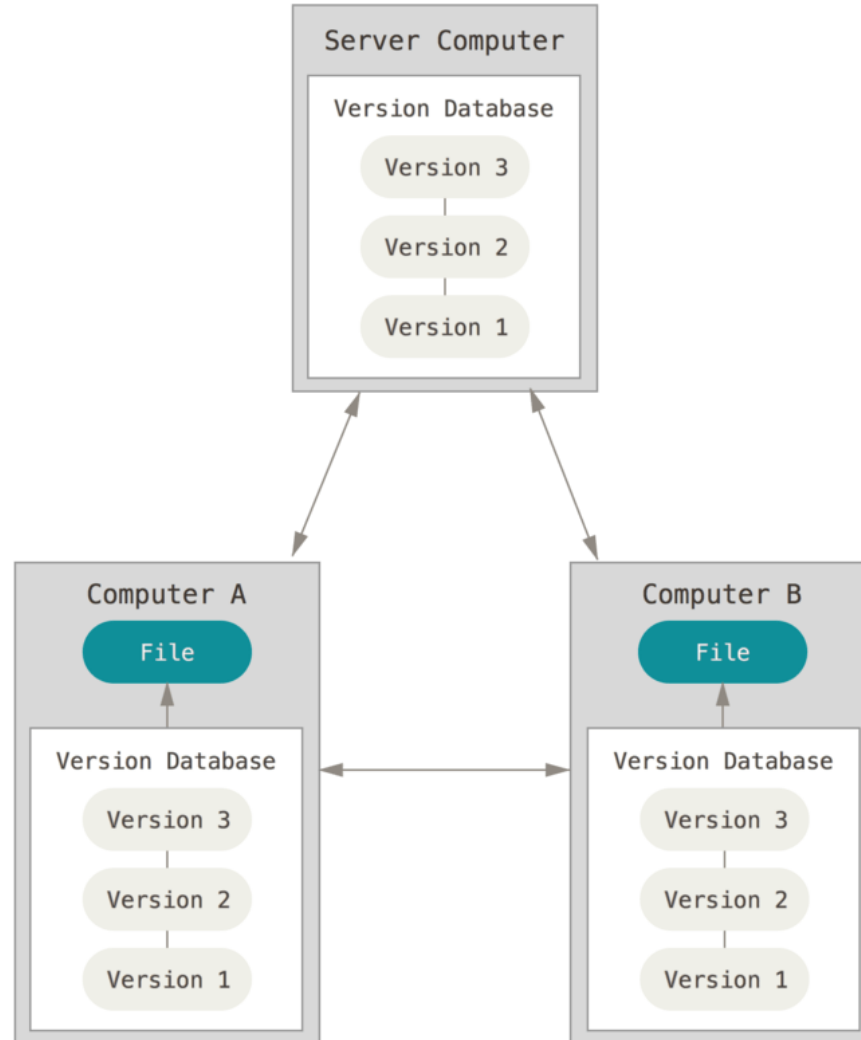 Server Computer
Version Database
Version 3
Version 2
Version 1
Computer A
File
Version Database
Version 3
Version 2
Version 1
Computer B
File
Version Database
Version 3
Version 2
Version 1